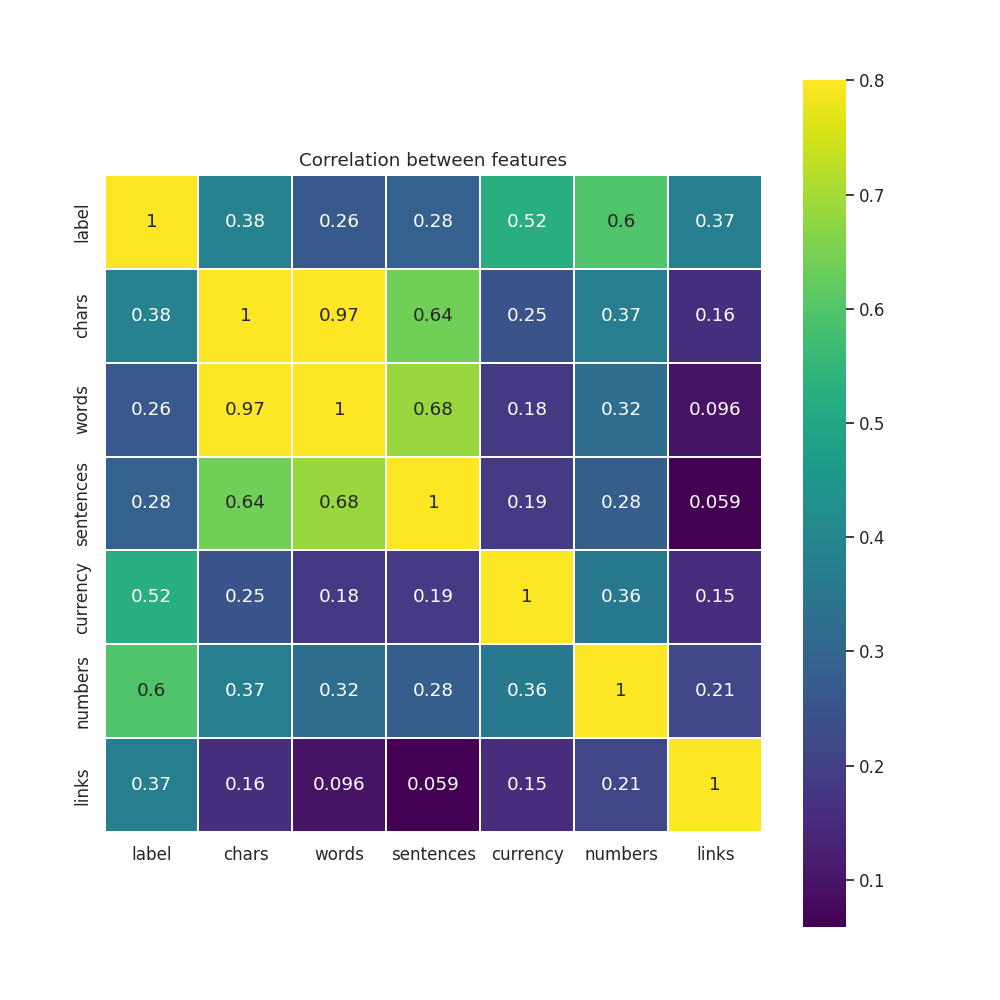 Correlation between features
label 1 0.38 0.26 0.28 0.52 0.6 0.37
chars 0.38 1 0.97 0.64 0.25 0.37 0.16
words 0.26 0.97 1 0.68 0.18 0.32 0.096
sentences 0.28 0.64 0.68 1 0.19 0.28 0.059
currency 0.52 0.25 0.18 0.19 1 0.36 0.15
numbers 0.6 0.37 0.32 0.28 0.36 1 0.21
links 0.37 0.16 0.096 0.059 0.15 0.21 1
label chars words sentences currency numbers links
0.8
0.7
0.6
0.5
0.4
0.3
0.2
0.1